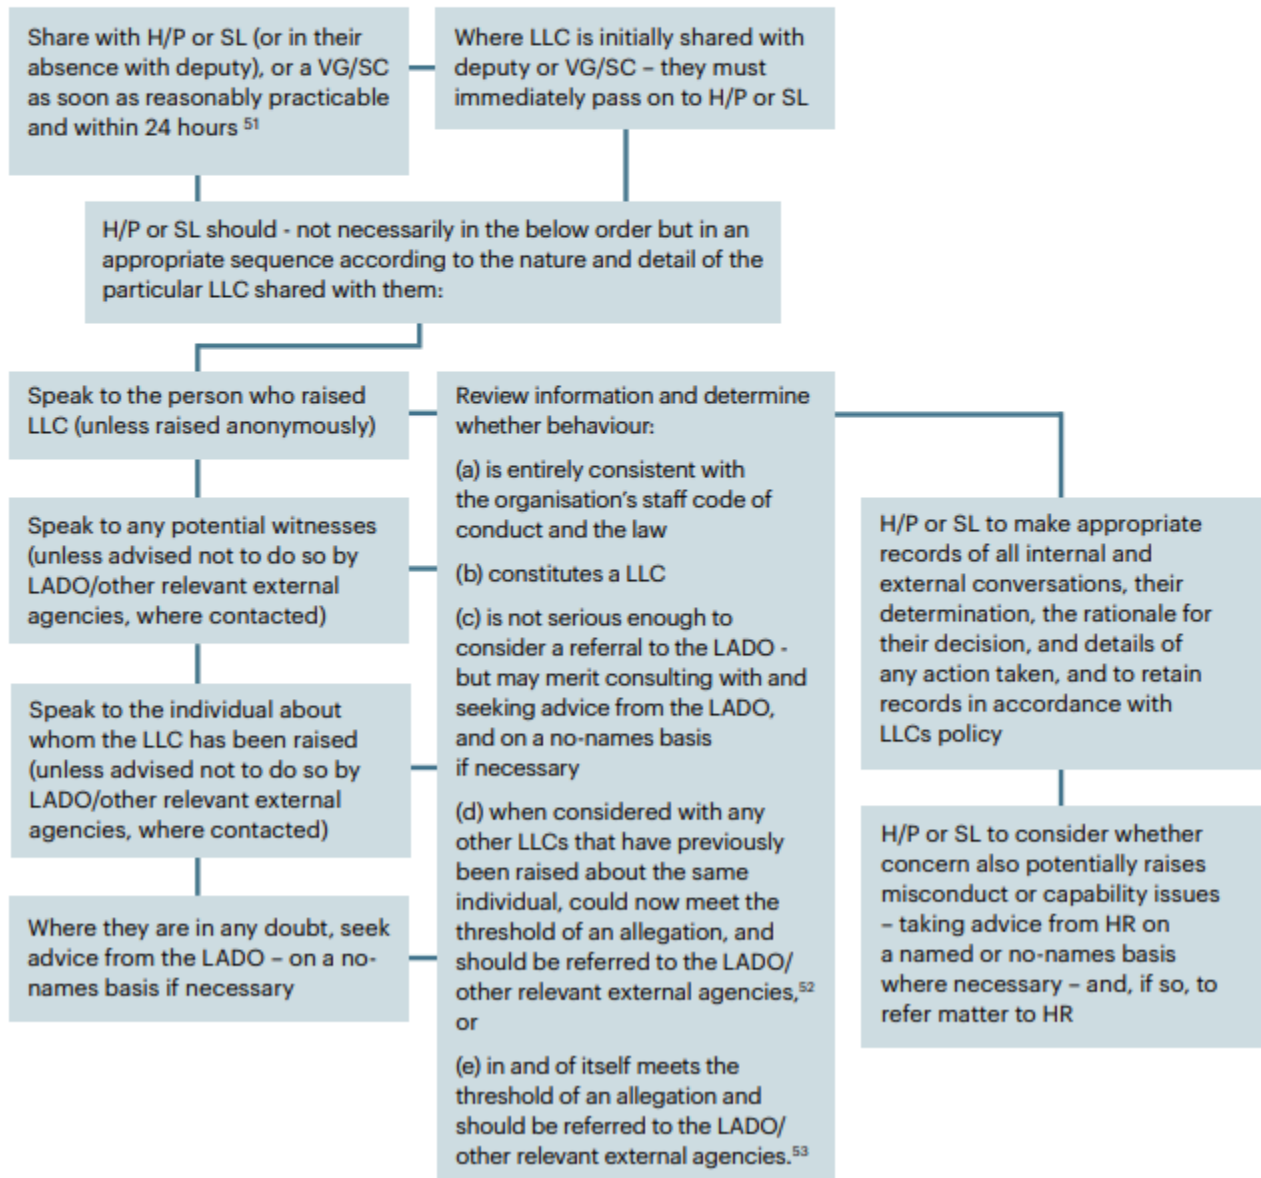 Share with H/P or SL (or in their
absence with deputy), or a VG/SC
as soon as reasonably practicable
and within 24 hours ⁵¹
Where LLC is initially shared with
deputy or VG/SC – they must
immediately pass on to H/P or SL
H/P or SL should - not necessarily in the below order but in an
appropriate sequence according to the nature and detail of the
particular LLC shared with them:
Speak to the person who raised
LLC (unless raised anonymously)
Speak to any potential witnesses
(unless advised not to do so by
LADO/other relevant external
agencies, where contacted)
Speak to the individual about
whom the LLC has been raised
(unless advised not to do so by
LADO/other relevant external
agencies, where contacted)
Where they are in any doubt, seek
advice from the LADO – on a no-
names basis if necessary
Review information and determine
whether behaviour:
(a) is entirely consistent with
the organisation's staff code of
conduct and the law
(b) constitutes a LLC
(c) is not serious enough to
consider a referral to the LADO -
but may merit consulting with and
seeking advice from the LADO,
and on a no-names basis
if necessary
(d) when considered with any
other LLCs that have previously
been raised about the same
individual, could now meet the
threshold of an allegation, and
should be referred to the LADO/
other relevant external agencies,⁵²
or
(e) in and of itself meets the
threshold of an allegation and
should be referred to the LADO/
other relevant external agencies.⁵³
H/P or SL to make appropriate
records of all internal and
external conversations, their
determination, the rationale for
their decision, and details of
any action taken, and to retain
records in accordance with
LLCs policy
H/P or SL to consider whether
concern also potentially raises
misconduct or capability issues
– taking advice from HR on
a named or no-names basis
where necessary – and, if so, to
refer matter to HR